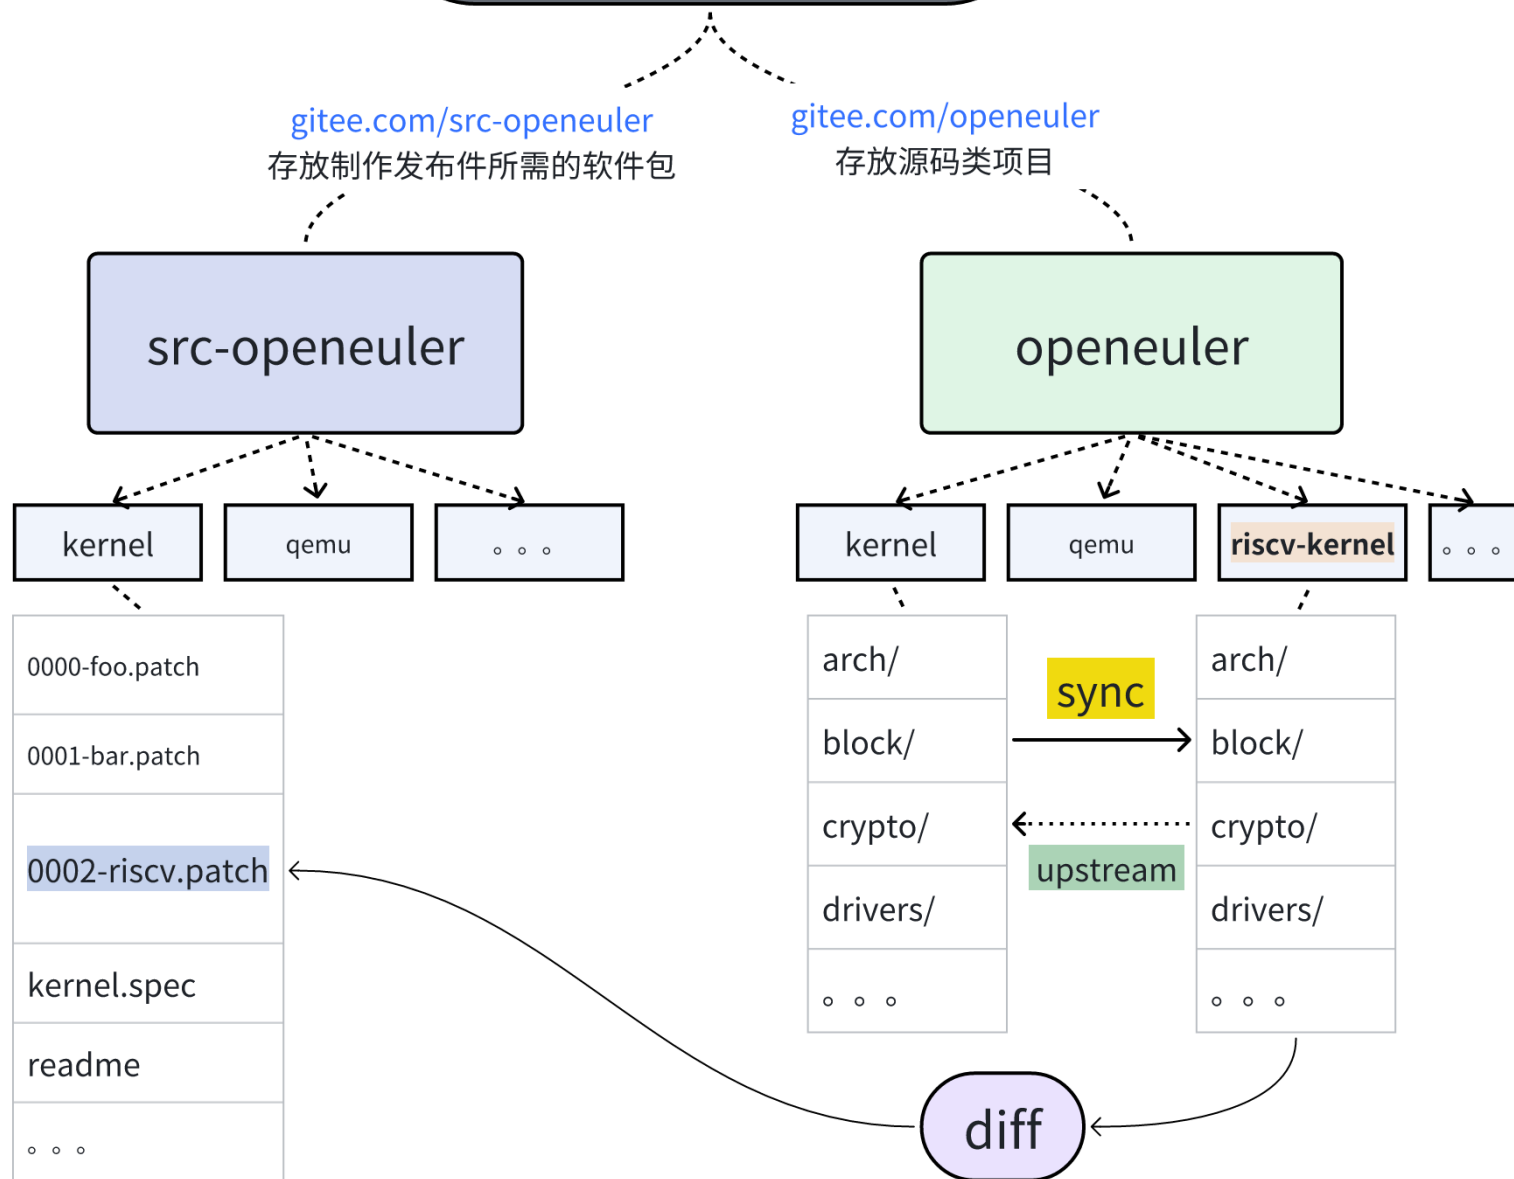 gitee.com/src-openeuler
存放制作发布件所需的软件包
gitee.com/openeuler
存放源码类项目
src-openeuler
openeuler
kernel
qemu
。。。
kernel
qemu
riscv-kernel
。。。
0000-foo.patch
0001-bar.patch
0002-riscv.patch
kernel.spec
readme
。。。
arch/
block/
crypto/
drivers/
。。。
sync
upstream
arch/
block/
crypto/
drivers/
。。。
diff